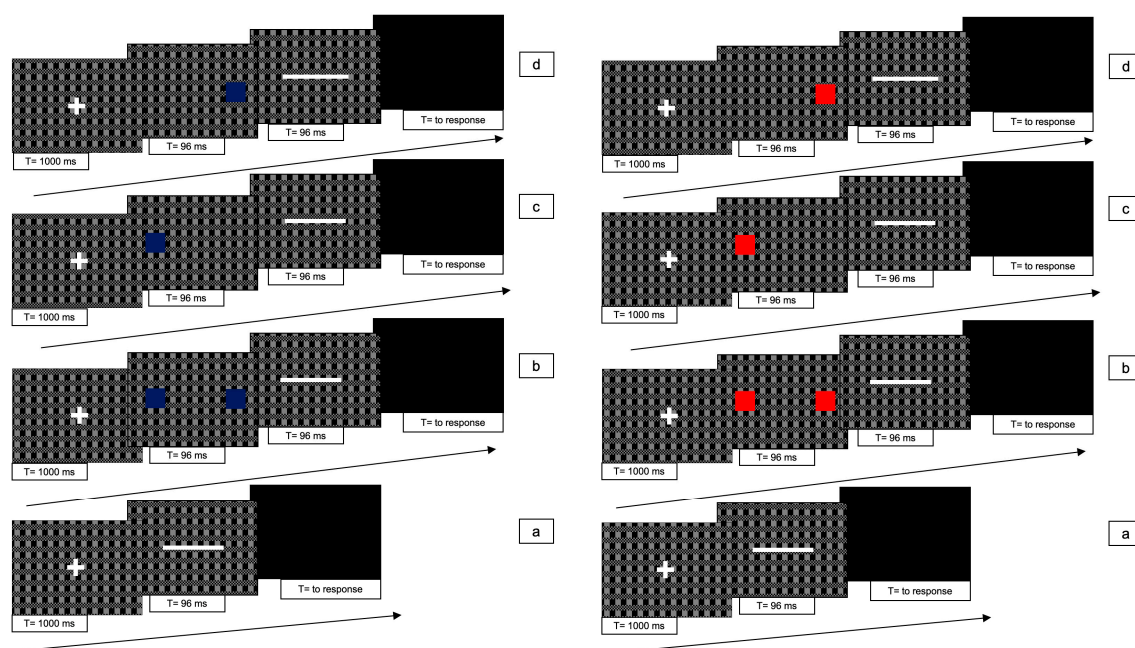 d
T= to response
T= 96 ms
T= 96 ms
T= 1000 ms
c
T= to response
T= 96 ms
T= 96 ms
T= 1000 ms
b
T= to response
T= 96 ms
T= 96 ms
T= 1000 ms
a
T= to response
T= 96 ms
T= 1000 ms
d
T= to response
T= 96 ms
T= 96 ms
T= 1000 ms
c
T= to response
T= 96 ms
T= 96 ms
T= 1000 ms
b
T= to response
T= 96 ms
T= 96 ms
T= 1000 ms
a
T= to response
T= 96 ms
T= 1000 ms